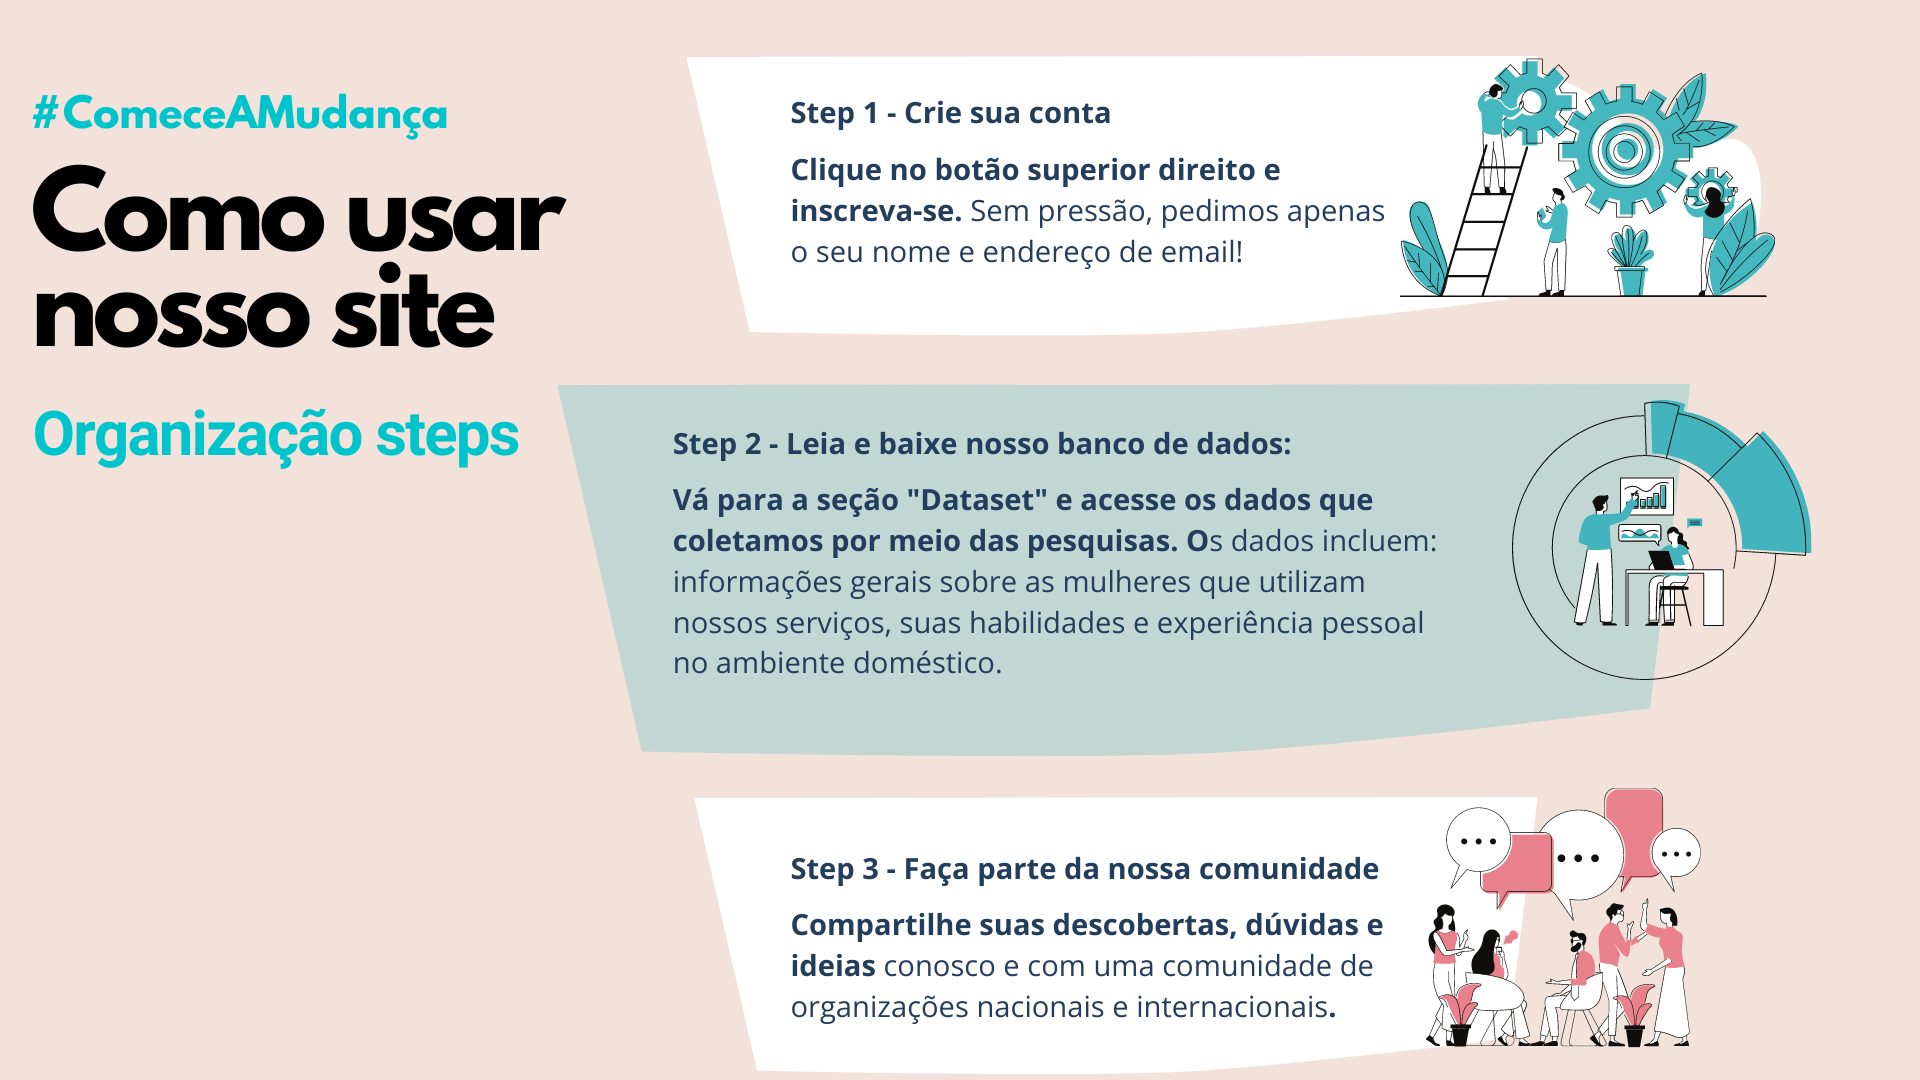 #ComeceAMudança
Como usar
nosso site
Organização steps
Step 1 - Crie sua conta
Clique no botão superior direito e
inscreva-se. Sem pressão, pedimos apenas
o seu nome e endereço de email!
Step 2 - Leia e baixe nosso banco de dados:
Vá para a seção "Dataset" e acesse os dados que
coletamos por meio das pesquisas. Os dados incluem:
informações gerais sobre as mulheres que utilizam
nossos serviços, suas habilidades e experiência pessoal
no ambiente doméstico.
Step 3 - Faça parte da nossa comunidade
Compartilhe suas descobertas, dúvidas e
ideias conosco e com uma comunidade de
organizações nacionais e internacionais.